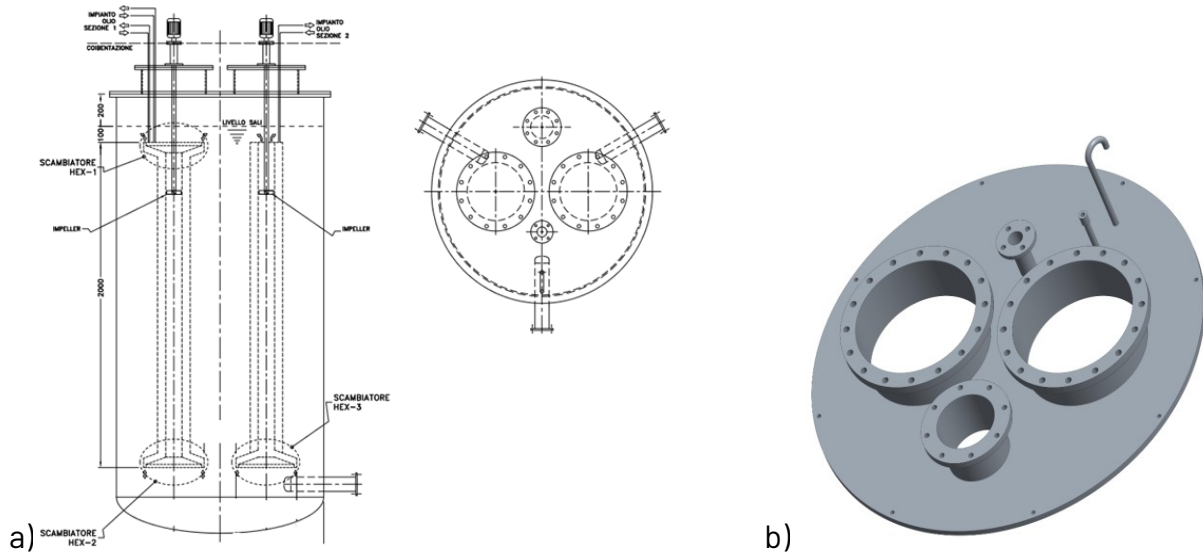 IMPIANTO
OLIO
SEZIONE 1
COIBENTAZIONE
IMPIANTO
OLIO
SEZIONE 2
200
100
LIVELLO SALI
SCAMBIATORE
HEX-1
IMPELLER
IMPELLER
2000
SCAMBIATORE
HEX-3
SCAMBIATORE
HEX-2
a)
b)